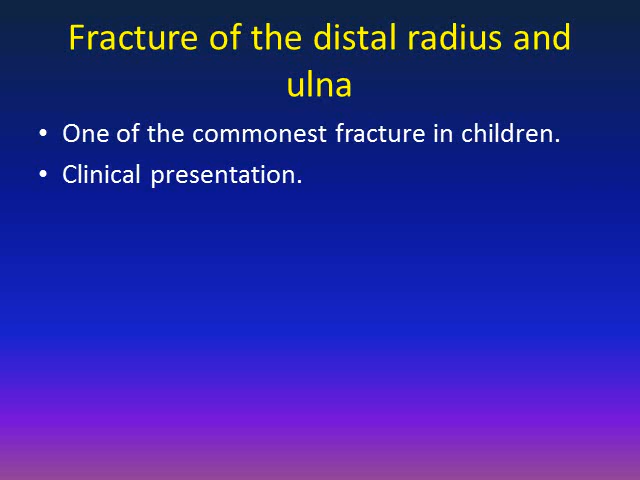 Fracture of the distal radius and
ulna
• One of the commonest fracture in children.
• Clinical presentation.